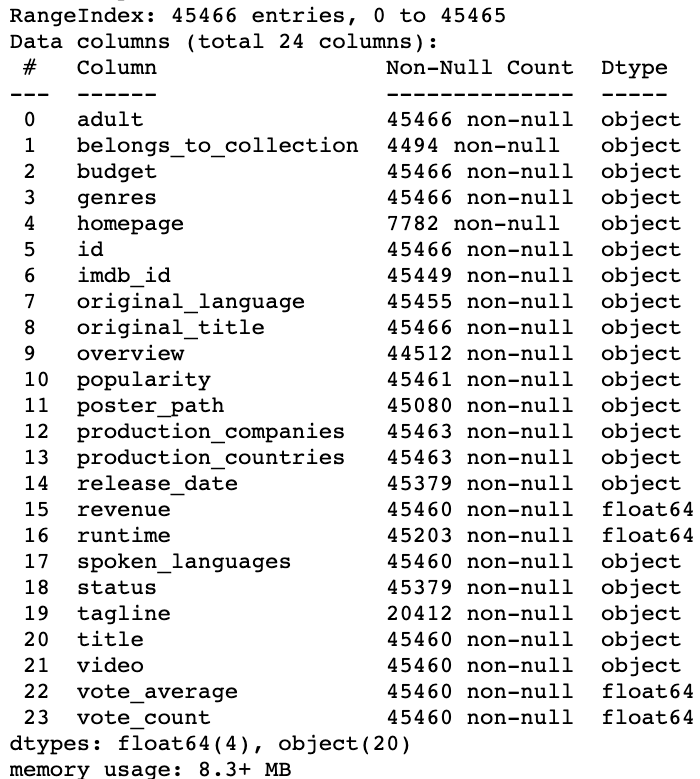 RangeIndex: 45466 entries, 0 to 45465
Data columns (total 24 columns):
 #   Column                 Non-Null Count  Dtype
---  ------                 --------------  -----
 0   adult                  45466 non-null  object
 1   belongs_to_collection  4494 non-null   object
 2   budget                 45466 non-null  object
 3   genres                 45466 non-null  object
 4   homepage               7782 non-null   object
 5   id                     45466 non-null  object
 6   imdb_id                45449 non-null  object
 7   original_language      45455 non-null  object
 8   original_title         45466 non-null  object
 9   overview               44512 non-null  object
 10  popularity             45461 non-null  object
 11  poster_path            45080 non-null  object
 12  production_companies   45463 non-null  object
 13  production_countries   45463 non-null  object
 14  release_date           45379 non-null  object
 15  revenue                45460 non-null  float64
 16  runtime                45203 non-null  float64
 17  spoken_languages       45460 non-null  object
 18  status                 45379 non-null  object
 19  tagline                20412 non-null  object
 20  title                  45460 non-null  object
 21  video                  45460 non-null  object
 22  vote_average           45460 non-null  float64
 23  vote_count             45460 non-null  float64
dtypes: float64(4), object(20)
memory usage: 8.3+ MB